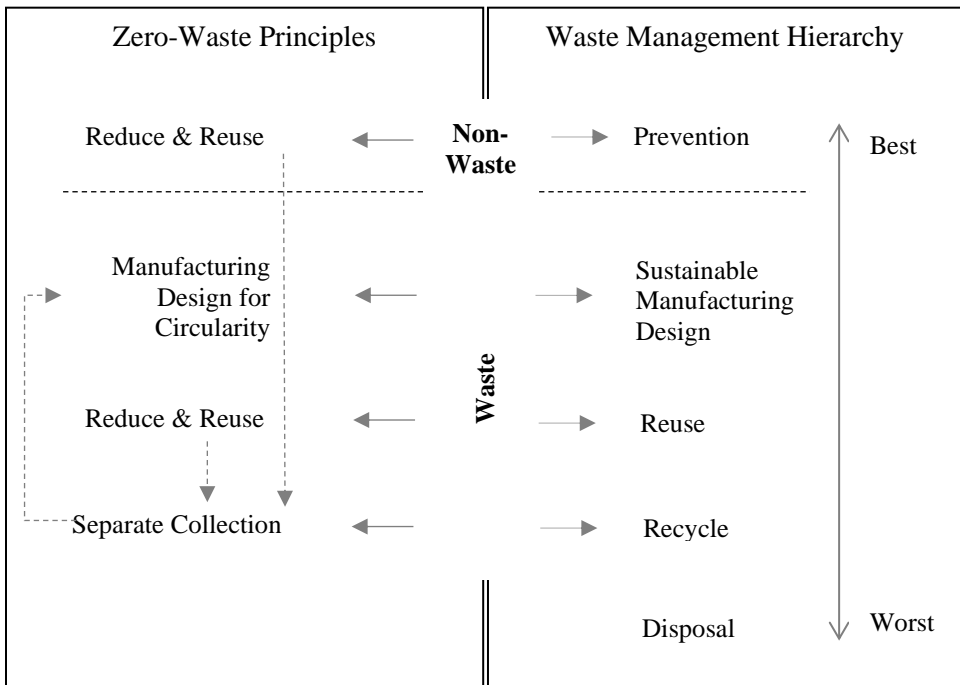 Zero-Waste Principles
Waste Management Hierarchy
Reduce & Reuse
Non-
Waste
Prevention
Best
Manufacturing
Design for
Circularity
Sustainable
Manufacturing
Design
Waste
Reduce & Reuse
Reuse
Separate Collection
Recycle
Disposal
Worst